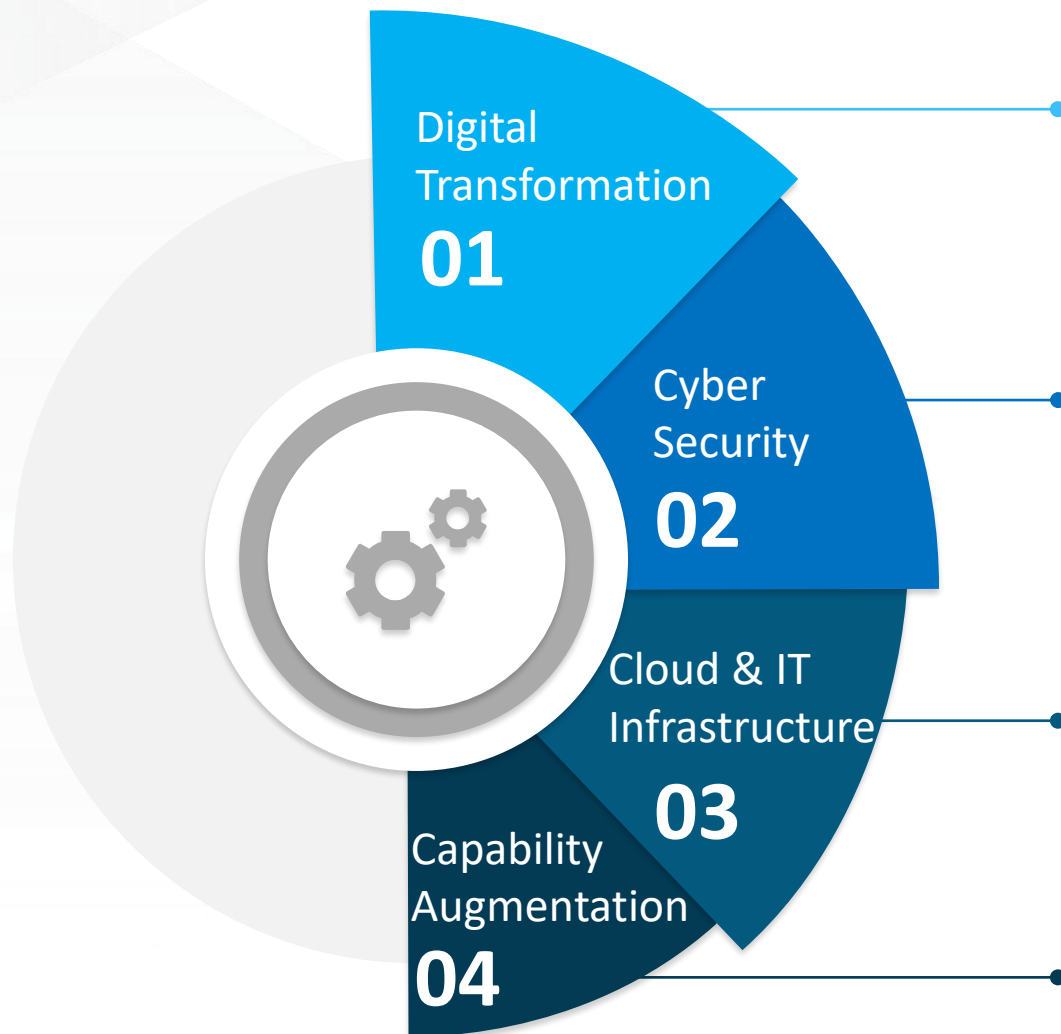 Digital
Transformation
01
Cyber
Security
02
Cloud & IT
Infrastructure
03
Capability
Augmentation
04